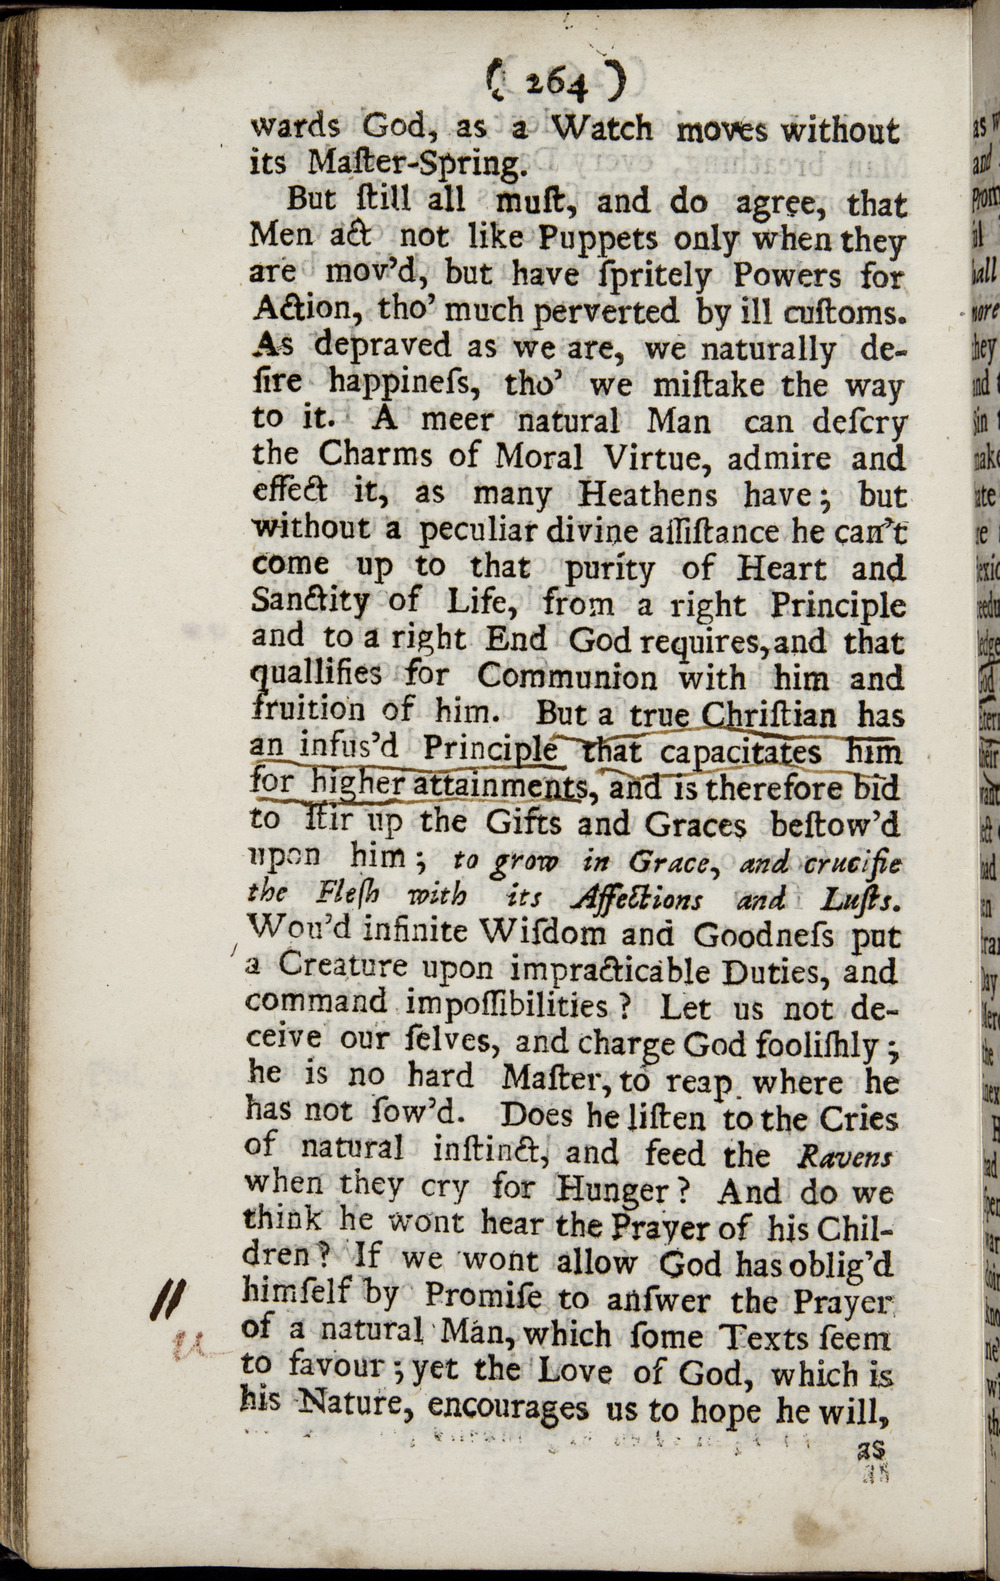 ( 264 )
wards God, as a Watch moves without
its Maſter-Spring.
But ſtill all muſt, and do agree, that
Men act not like Puppets only when they
are mov'd, but have ſpritely Powers for
Action, tho' much perverted by ill cuſtoms.
As depraved as we are, we naturally de-
ſire happineſs, tho' we miſtake the way
to it. A meer natural Man can deſcry
the Charms of Moral Virtue, admire and
effect it, as many Heathens have; but
without a peculiar divine aſſiſtance he can't
come up to that purity of Heart and
Sanctity of Life, from a right Principle
and to a right End God requires, and that
quallifies for Communion with him and
fruition of him. But a true Chriſtian has
an infus'd Principle that capacitates him
for higher attainments, and is therefore bid
to ſtir up the Gifts and Graces beſtow'd
upon him; to grow in Grace, and crucifie
the Fleſh with its Affections and Luſts.
Wou'd infinite Wiſdom and Goodneſs put
a Creature upon impracticable Duties, and
command impoſſibilities? Let us not de-
ceive our ſelves, and charge God fooliſhly;
he is no hard Maſter, to reap where he
has not ſow'd. Does he liſten to the Cries
of natural inſtinct, and feed the Ravens
when they cry for Hunger? And do we
think he wont hear the Prayer of his Chil-
dren? If we wont allow God has oblig'd
himſelf by Promiſe to anſwer the Prayer
of a natural Man, which ſome Texts ſeem
to favour; yet the Love of God, which is
his Nature, encourages us to hope he will,
as